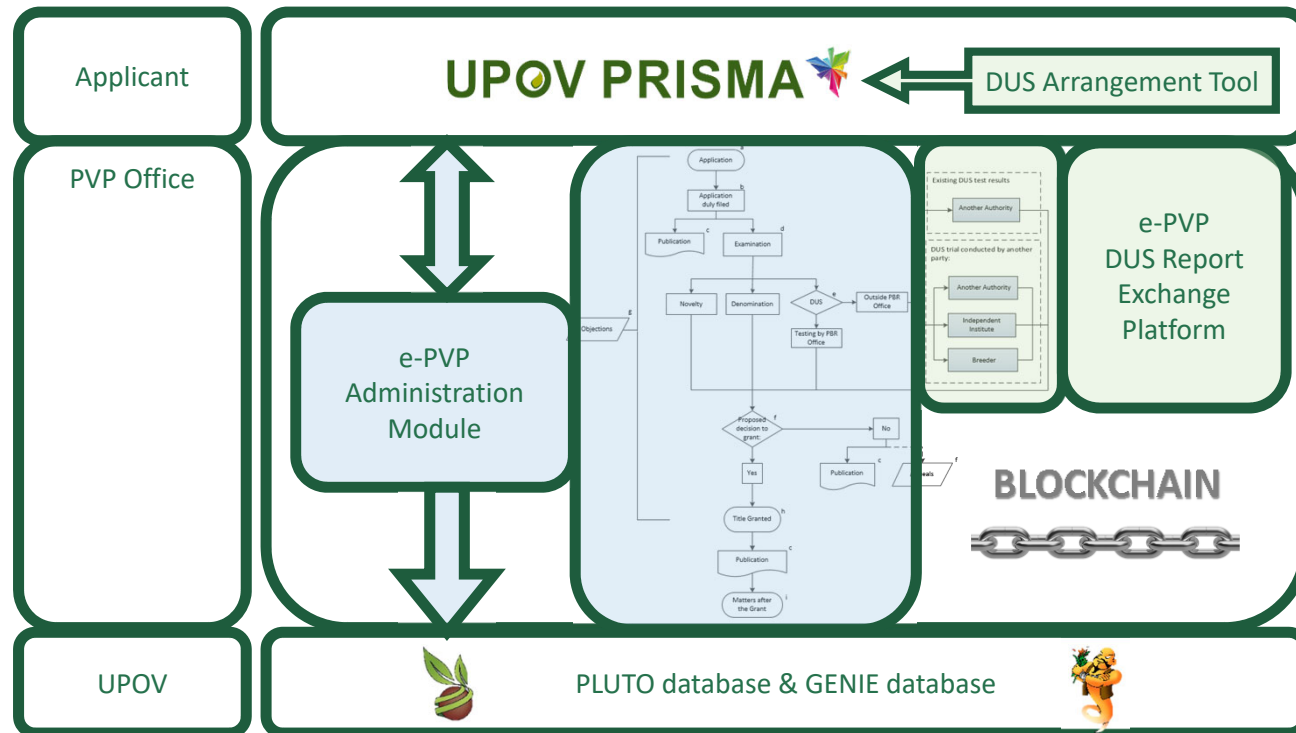 Applicant
UPOV PRISMA
DUS Arrangement Tool
PVP Office
e-PVP
Administration
Module
a
Application
b
Application
duly filed
c
Publication
d
Examination
Novelty
Denomination
e
DUS
Outside PBR
Office
Testing by PBR
Office
g
Objections
f
Proposed
decision to
grant:
No
Yes
c
Publication
f
h
Title Granted
c
Publication
i
Matters after
the Grant
Existing DUS test results
Another Authority
DUS trial conducted by another
party:
Another Authority
Independent
Institute
Breeder
e-PVP
DUS Report
Exchange
Platform
BLOCKCHAIN
UPOV
PLUTO database & GENIE database